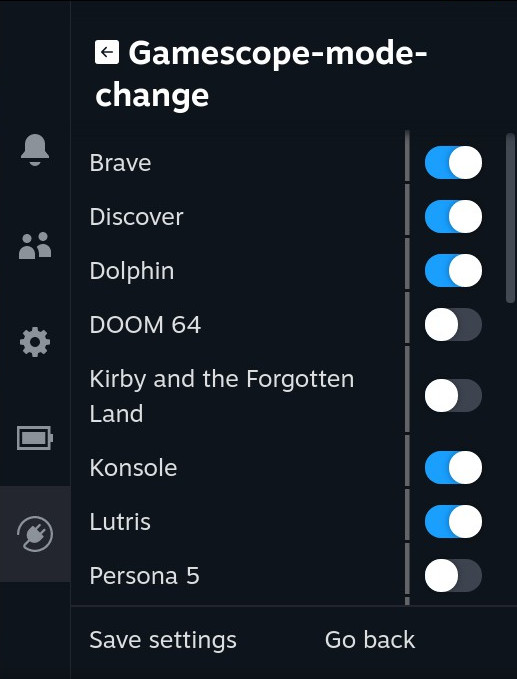 Gamescope-mode-
change
Brave
Discover
Dolphin
DOOM 64
Kirby and the Forgotten
Land
Konsole
Lutris
Persona 5
Save settings
Go back